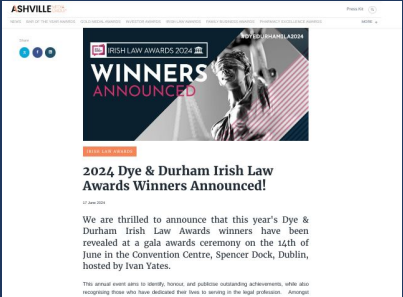 ASHVILLE
Press Kit
NEWS
MORE
Share
#DYEDURHAMILA2024
IRISH LAW AWARDS 2024
WINNERS
ANNOUNCED
IRISH LAW AWARDS
2024 Dye & Durham Irish Law
Awards Winners Announced!
We are thrilled to announce that this year's Dye &
Durham Irish Law Awards winners have been
revealed at a gala awards ceremony on the 14th of
June in the Convention Centre, Spencer Dock, Dublin,
hosted by Ivan Yates.
This annual event aims to identify, honour, and publicise outstanding achievements, while also
recognising those who have dedicated their lives to serving in the legal profession. Amongst